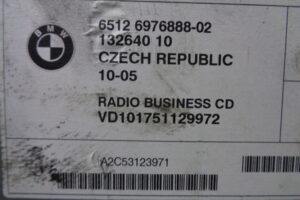 BMW
6512 6976888-02
132640 10
CZECH REPUBLIC
10-05
RADIO BUSINESS CD
VD101751129972
A2C53123971